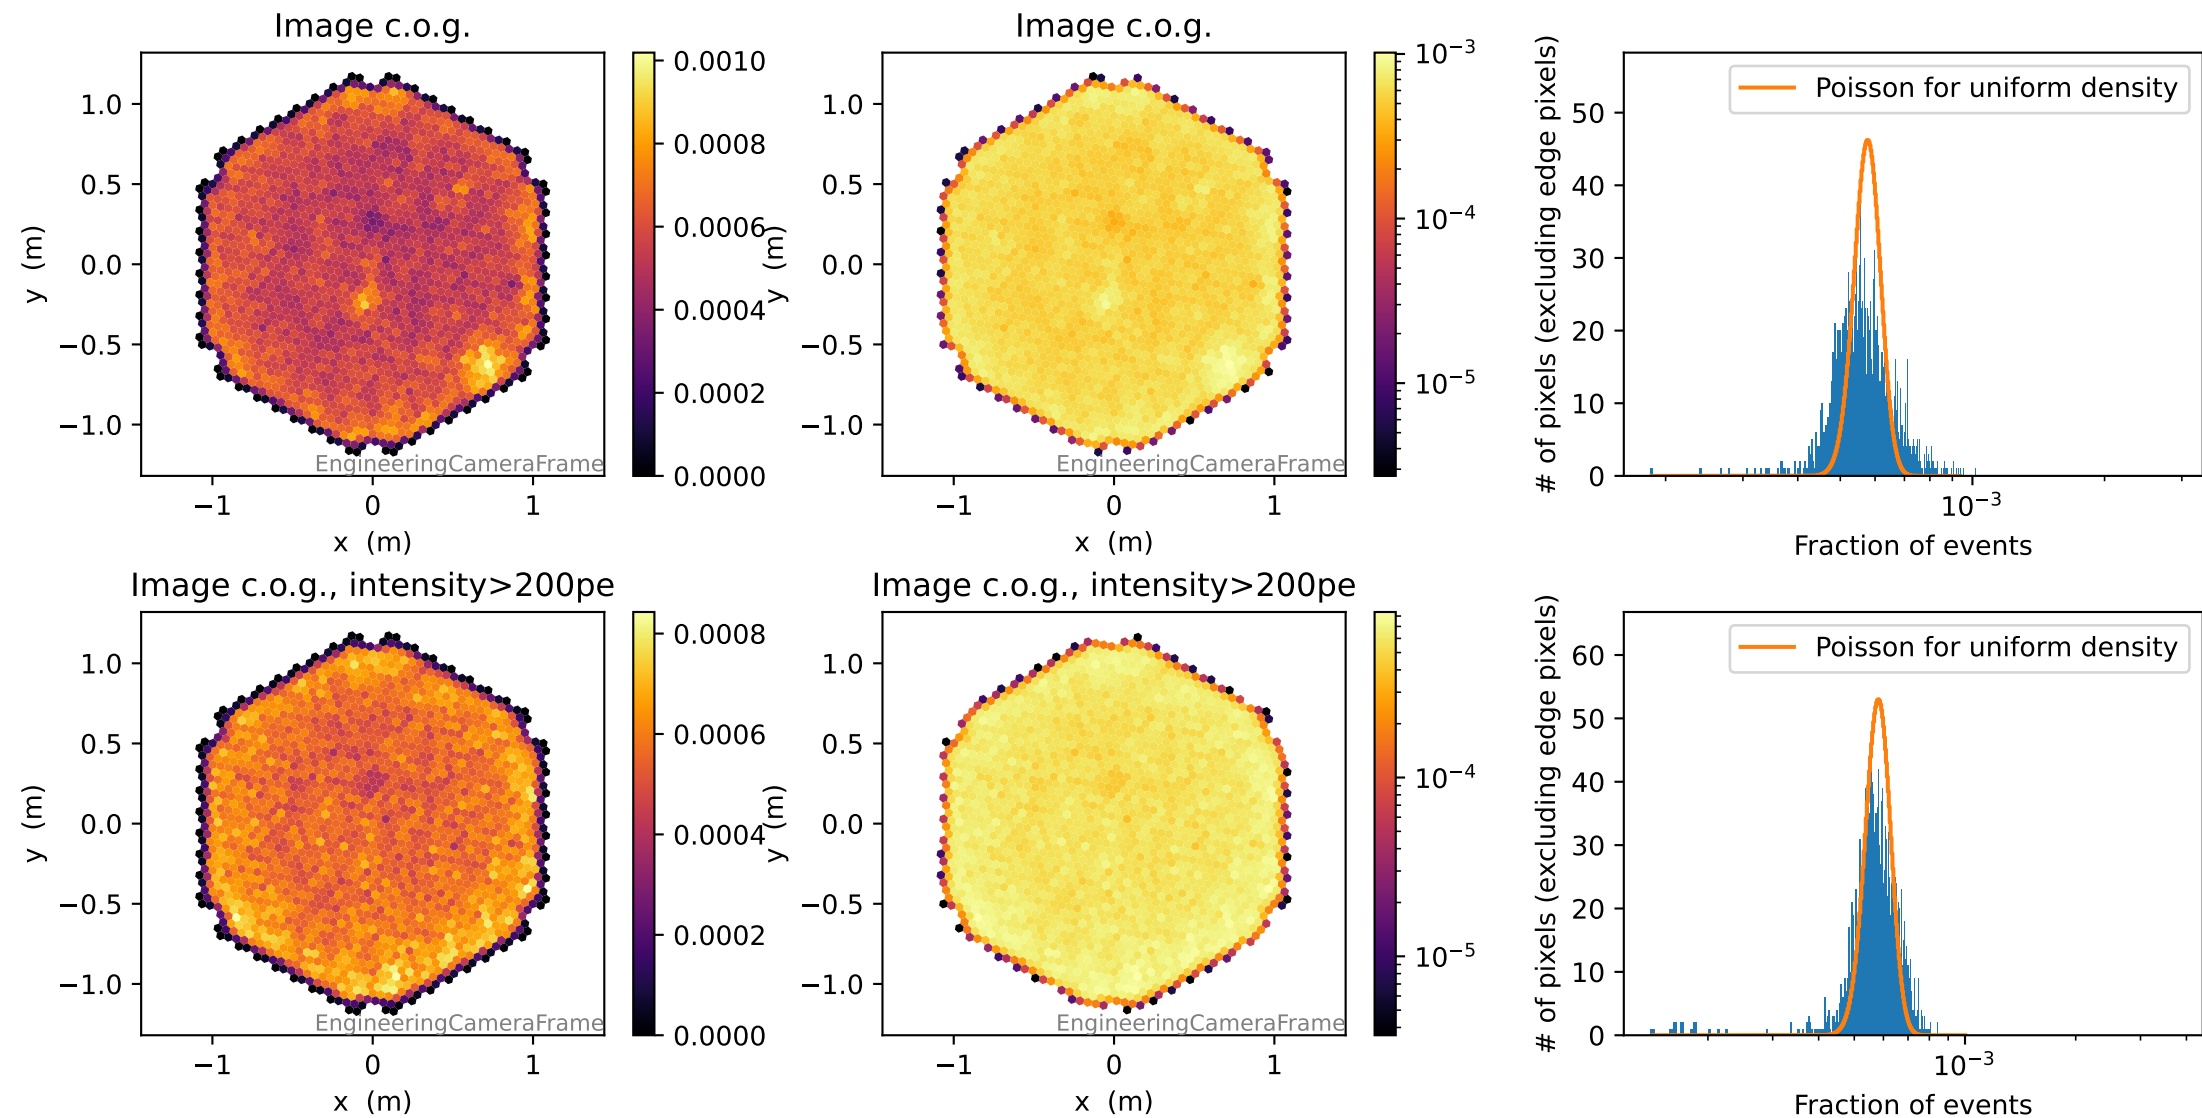 Image c.o.g.
1.0
0.5
0.0
−0.5
−1.0
y (m)
−1
0
1
x (m)
EngineeringCameraFrame
0.0010
0.0008
0.0006
0.0004
0.0002
0.0000
Image c.o.g.
1.0
0.5
0.0
−0.5
−1.0
y (m)
−1
0
1
x (m)
EngineeringCameraFrame
10⁻³
10⁻⁴
10⁻⁵
Poisson for uniform density
50
40
30
20
10
0
# of pixels (excluding edge pixels)
10⁻³
Fraction of events
Image c.o.g., intensity>200pe
1.0
0.5
0.0
−0.5
−1.0
y (m)
−1
0
1
x (m)
EngineeringCameraFrame
0.0008
0.0006
0.0004
0.0002
0.0000
Image c.o.g., intensity>200pe
1.0
0.5
0.0
−0.5
−1.0
y (m)
−1
0
1
x (m)
EngineeringCameraFrame
10⁻⁴
10⁻⁵
Poisson for uniform density
60
50
40
30
20
10
0
# of pixels (excluding edge pixels)
10⁻³
Fraction of events